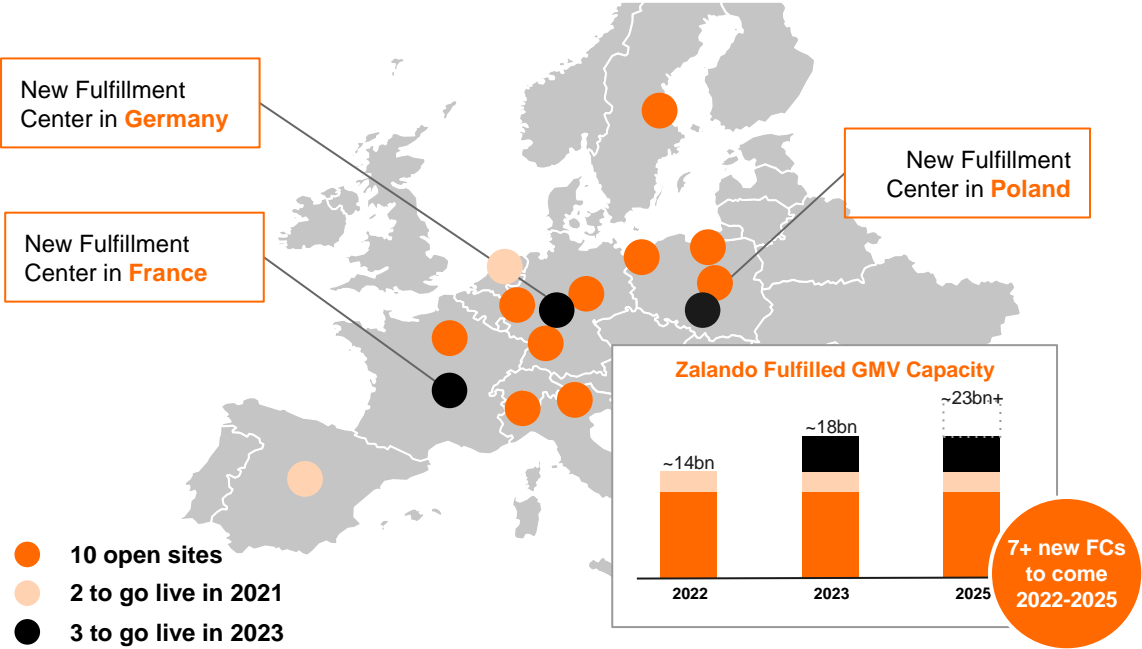 New Fulfillment
Center in Germany
New Fulfillment
Center in Poland
New Fulfillment
Center in France
Zalando Fulfilled GMV Capacity
~14bn
~18bn
~23bn+
2022
2023
2025
7+ new FCs
to come
2022-2025
10 open sites
2 to go live in 2021
3 to go live in 2023